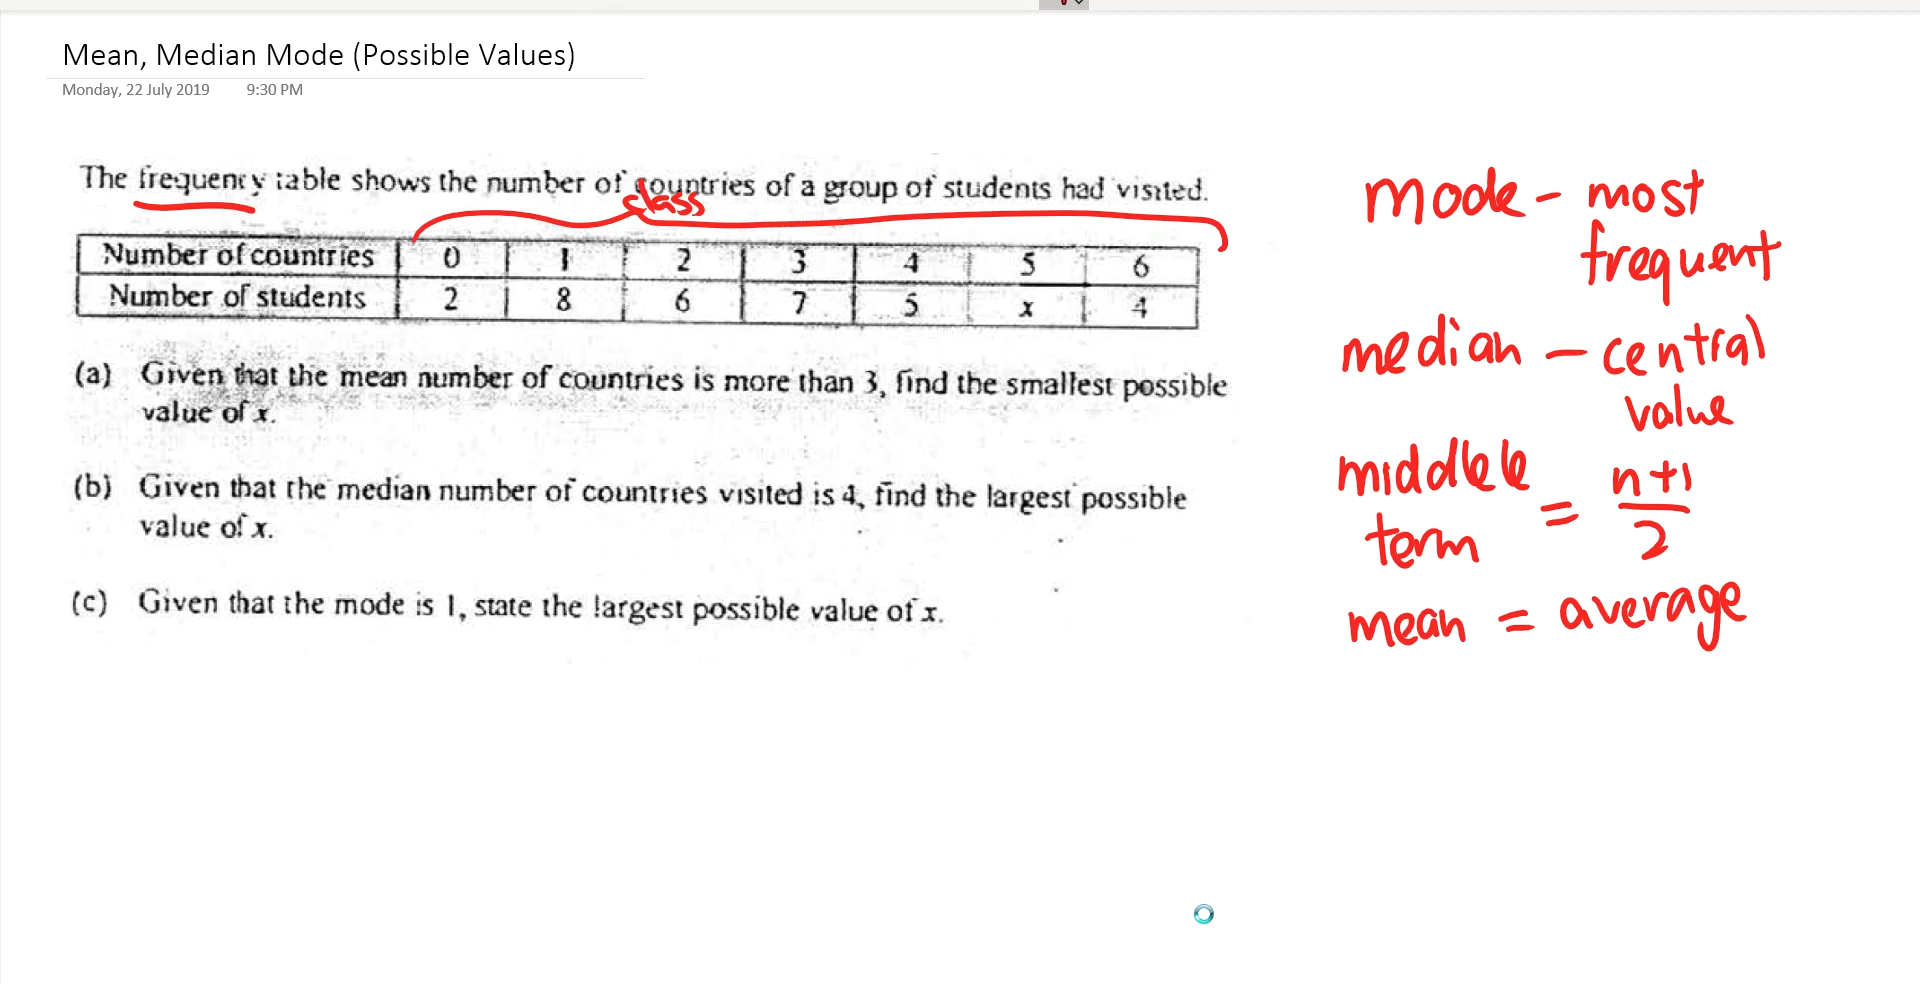 Mean, Median Mode (Possible Values)
Monday, 22 July 2019 9:30 PM
The frequency table shows the number of countries of a group of students had visited.
class
Number of countries 0 1 2 3 4 5 6
Number of students 2 8 6 7 5 x 4
(a) Given that the mean number of countries is more than 3, find the smallest possible
value of x.
(b) Given that the median number of countries visited is 4, find the largest possible
value of x.
(c) Given that the mode is 1, state the largest possible value of x.
mode - most
frequent
median - central
value
middle
term = n+1
2
mean = average